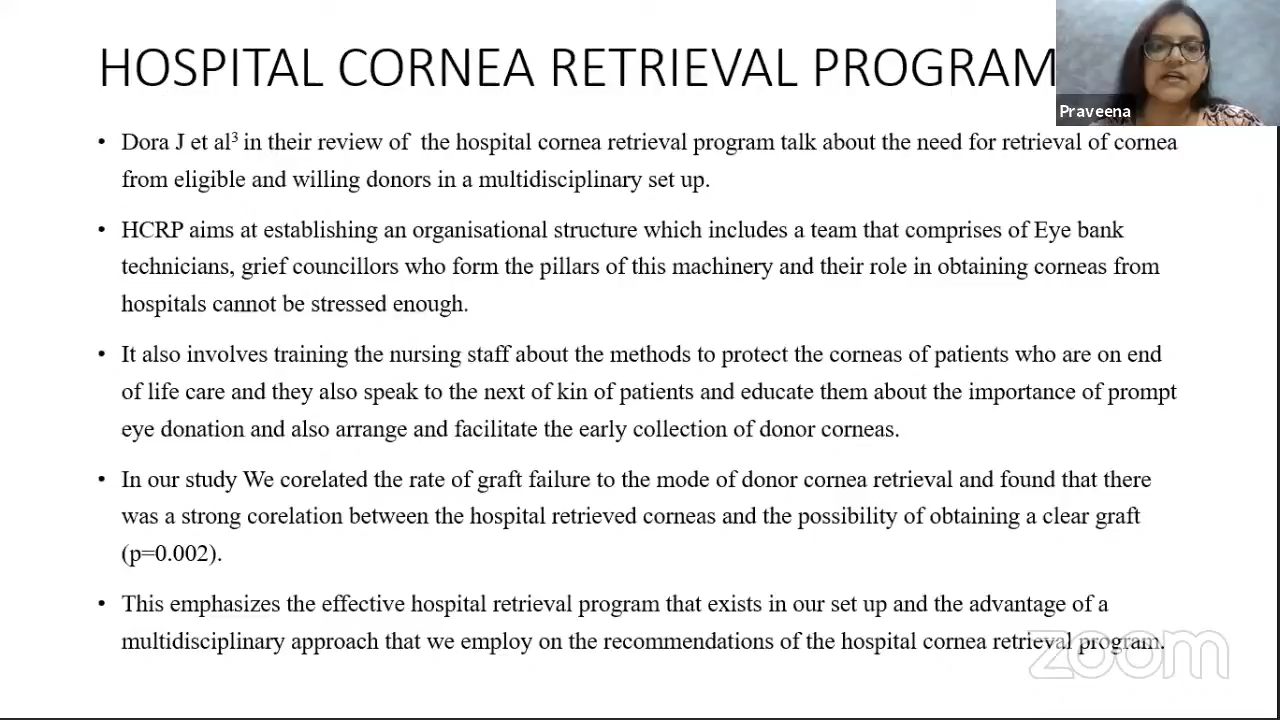 HOSPITAL CORNEA RETRIEVAL PROGRAM
Praveena
• Dora J et al³ in their review of the hospital cornea retrieval program talk about the need for retrieval of cornea
from eligible and willing donors in a multidisciplinary set up.
• HCRP aims at establishing an organisational structure which includes a team that comprises of Eye bank
technicians, grief councillors who form the pillars of this machinery and their role in obtaining corneas from
hospitals cannot be stressed enough.
• It also involves training the nursing staff about the methods to protect the corneas of patients who are on end
of life care and they also speak to the next of kin of patients and educate them about the importance of prompt
eye donation and also arrange and facilitate the early collection of donor corneas.
• In our study We corelated the rate of graft failure to the mode of donor cornea retrieval and found that there
was a strong corelation between the hospital retrieved corneas and the possibility of obtaining a clear graft
(p=0.002).
• This emphasizes the effective hospital retrieval program that exists in our set up and the advantage of a
multidisciplinary approach that we employ on the recommendations of the hospital cornea retrieval program.
zoom